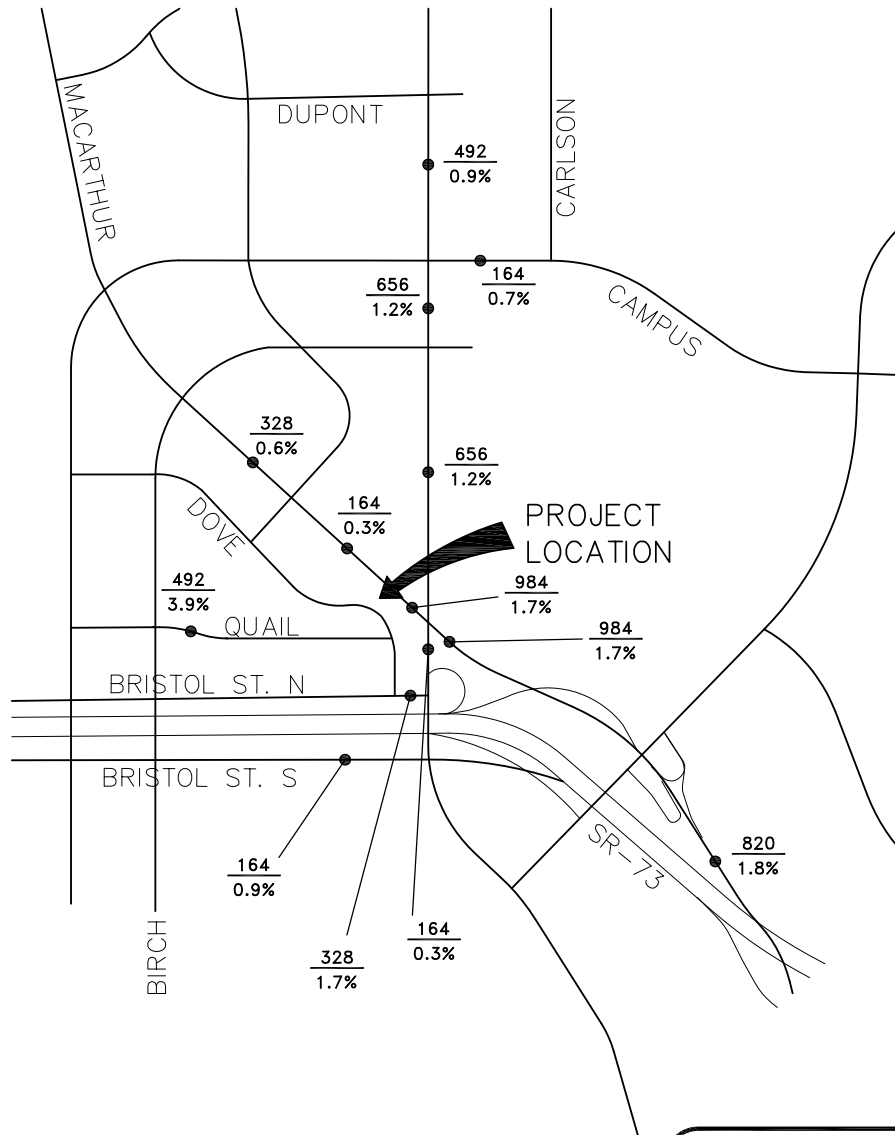 MACARTHUR
DUPONT
CARLSON
492
0.9%
164
0.7%
CAMPUS
656
1.2%
328
0.6%
656
1.2%
164
0.3%
DOVE
PROJECT
LOCATION
492
3.9%
QUAIL
984
1.7%
984
1.7%
BRISTOL ST. N
BRISTOL ST. S
164
0.9%
SR-73
820
1.8%
BIRCH
328
1.7%
164
0.3%